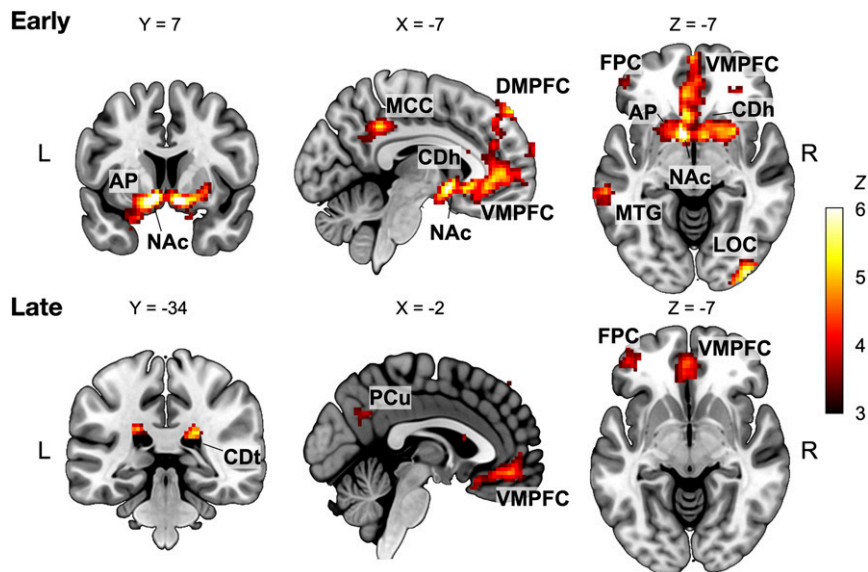 Early
Y = 7
X = -7
Z = -7
FPC
VMPFC
DMPFC
MCC
AP
CDh
CDh
L
AP
R
NAc
Z
NAc
VMPFC
MTG
6
NAc
LOC
5
Late
Y = -34
X = -2
Z = -7
FPC
VMPFC
4
PCu
3
L
CDt
R
VMPFC